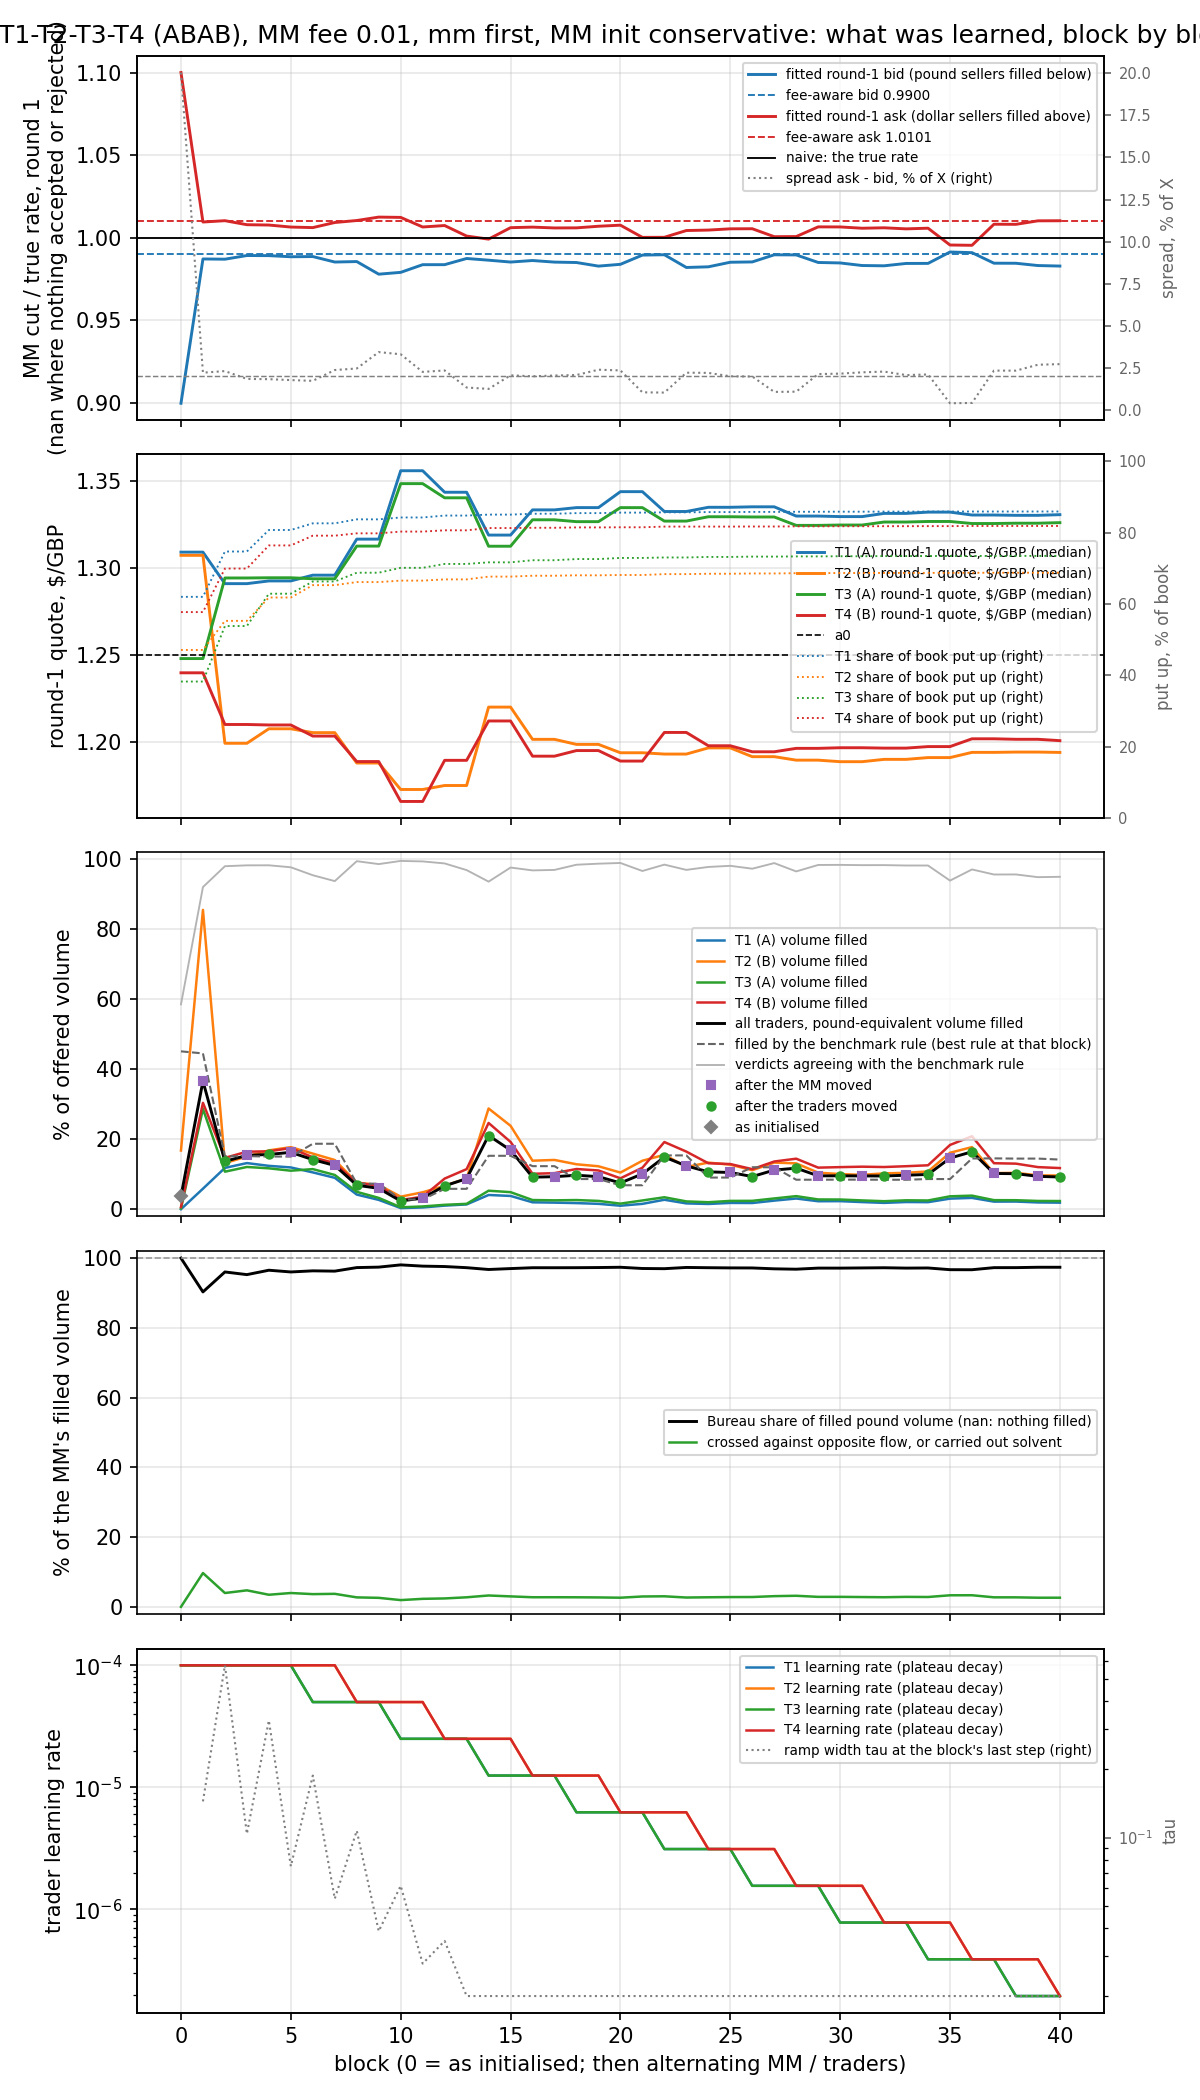 T1-T2-T3-T4 (ABAB), MM fee 0.01, mm first, MM init conservative: what was learned, block by
MM cut / true rate, round 1
(nan where nothing accepted or rejected)
1.10
1.05
1.00
0.95
0.90
fitted round-1 bid (pound sellers filled below)
fee-aware bid 0.9900
fitted round-1 ask (dollar sellers filled above)
fee-aware ask 1.0101
naive: the true rate
spread ask - bid, % of X (right)
20.0
17.5
15.0
12.5
10.0
7.5
5.0
2.5
0.0
spread, % of X
round-1 quote, $/GBP
1.35
1.30
1.25
1.20
T1 (A) round-1 quote, $/GBP (median)
T2 (B) round-1 quote, $/GBP (median)
T3 (A) round-1 quote, $/GBP (median)
T4 (B) round-1 quote, $/GBP (median)
a0
T1 share of book put up (right)
T2 share of book put up (right)
T3 share of book put up (right)
T4 share of book put up (right)
100
80
60
40
20
0
put up, % of book
% of offered volume
100
80
60
40
20
0
T1 (A) volume filled
T2 (B) volume filled
T3 (A) volume filled
T4 (B) volume filled
all traders, pound-equivalent volume filled
filled by the benchmark rule (best rule at that block)
verdicts agreeing with the benchmark rule
after the MM moved
after the traders moved
as initialised
% of the MM's filled volume
100
80
60
40
20
0
Bureau share of filled pound volume (nan: nothing filled)
crossed against opposite flow, or carried out solvent
trader learning rate
10⁻⁴
10⁻⁵
10⁻⁶
T1 learning rate (plateau decay)
T2 learning rate (plateau decay)
T3 learning rate (plateau decay)
T4 learning rate (plateau decay)
ramp width tau at the block's last step (right)
10⁻¹
tau
0 5 10 15 20 25 30 35 40
block (0 = as initialised; then alternating MM / traders)